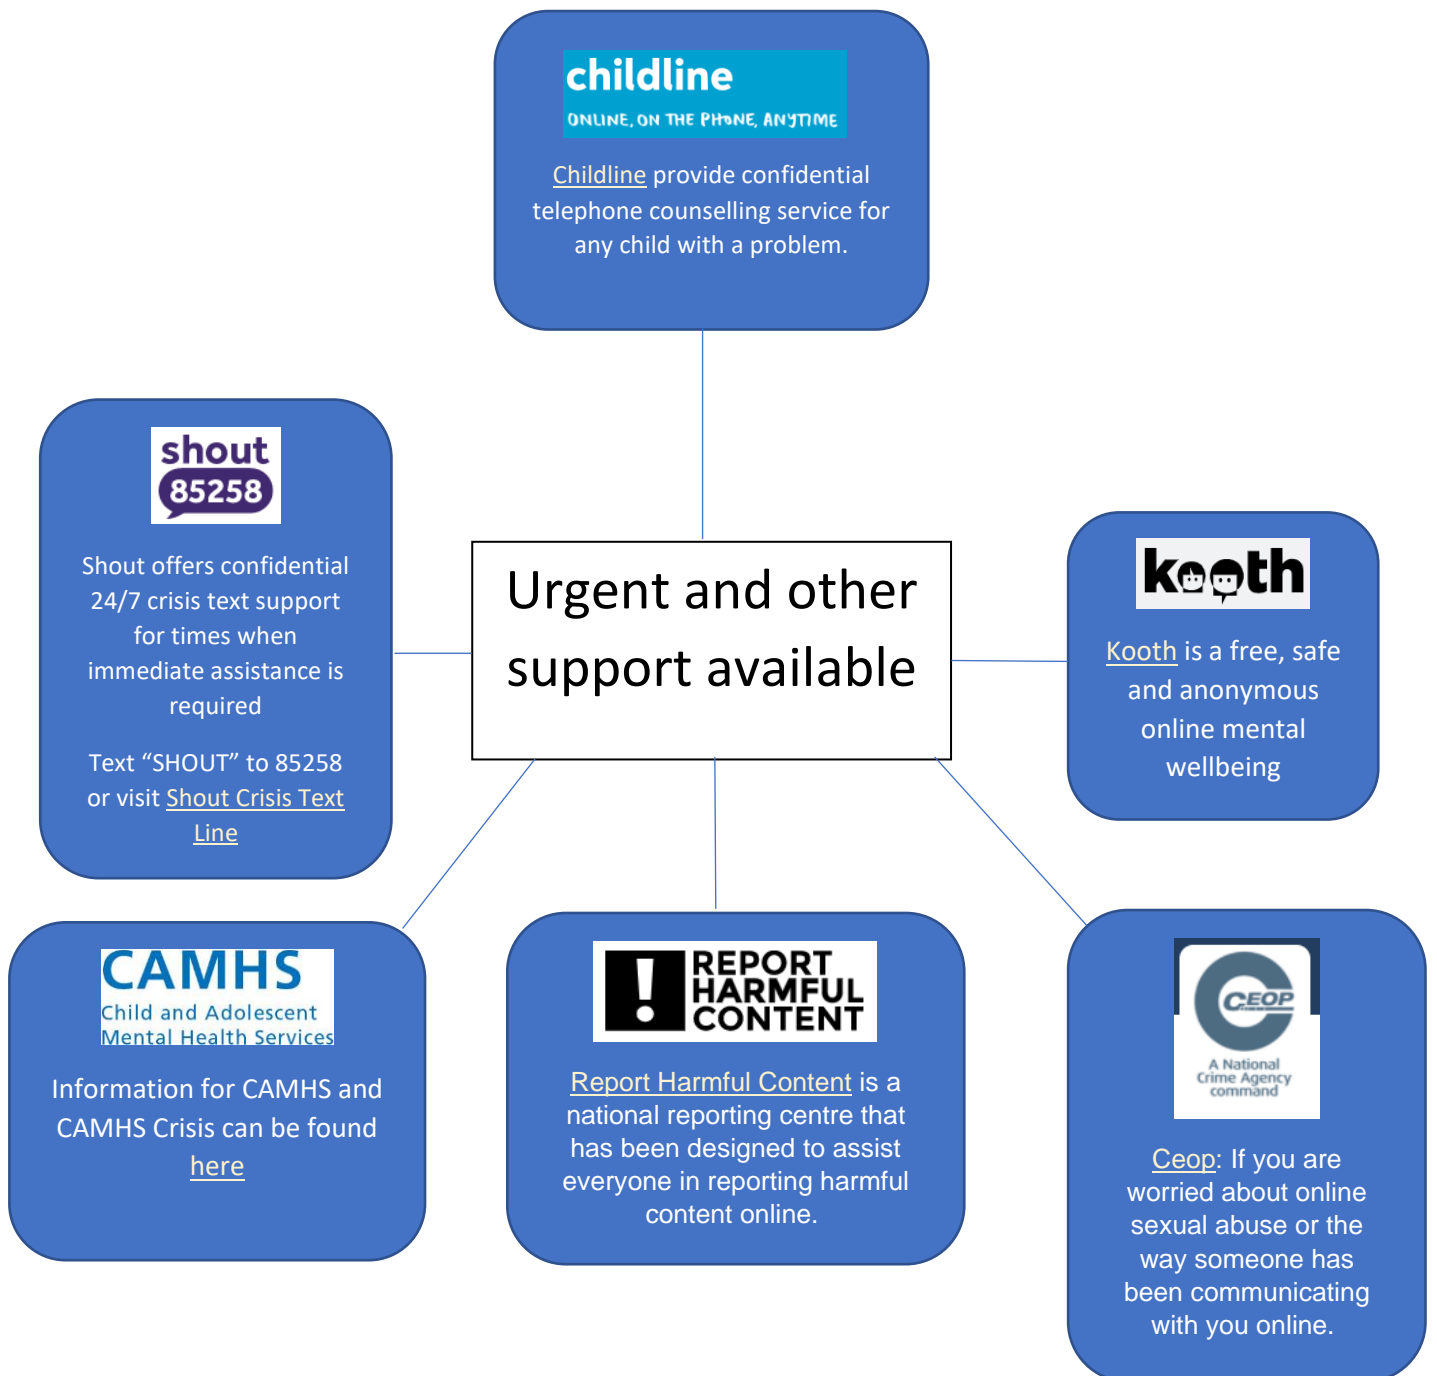 childline
ONLINE, ON THE PHONE, ANYTIME
Childline provide confidential
telephone counselling service for
any child with a problem.
shout
85258
Shout offers confidential
24/7 crisis text support
for times when
immediate assistance is
required
Text “SHOUT” to 85258
or visit Shout Crisis Text
Line
Urgent and other
support available
kooth
Kooth is a free, safe
and anonymous
online mental
wellbeing
CAMHS
Child and Adolescent
Mental Health Services
Information for CAMHS and
CAMHS Crisis can be found
here
!
REPORT
HARMFUL
CONTENT
Report Harmful Content is a
national reporting centre that
has been designed to assist
everyone in reporting harmful
content online.
CEOP
A National
Crime Agency
command
Ceop: If you are
worried about online
sexual abuse or the
way someone has
been communicating
with you online.